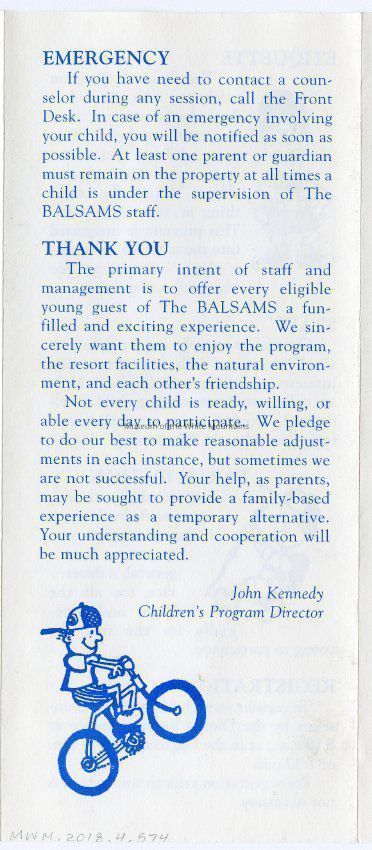 EMERGENCY
If you have need to contact a coun-
selor during any session, call the Front
Desk. In case of an emergency involving
your child, you will be notified as soon as
possible. At least one parent or guardian
must remain on the property at all times a
child is under the supervision of The
BALSAMS staff.
THANK YOU
The primary intent of staff and
management is to offer every eligible
young guest of The BALSAMS a fun-
filled and exciting experience. We sin-
cerely want them to enjoy the program,
the resort facilities, the natural environ-
ment, and each other's friendship.
Not every child is ready, willing, or
able every day to participate. We pledge
Museum of the White Mountains
to do our best to make reasonable adjust-
ments in each instance, but sometimes we
are not successful. Your help, as parents,
may be sought to provide a family-based
experience as a temporary alternative.
Your understanding and cooperation will
be much appreciated.
John Kennedy
Children's Program Director
MWM.2018.4.974